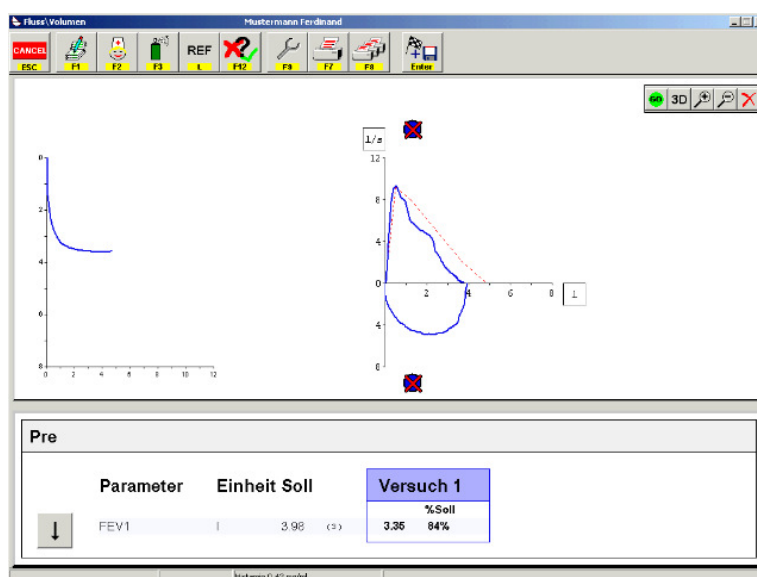 Fluss\Volumen Mustermann Ferdinand
CANCEL REF
ESC F1 F2 F3 L F12 F9 F7 F8 Enter
GO 3D
l/s
12
8
4
0
4
8
2 4 6 8 l
0
2
4
6
8
0 2 4 6 8 10 12
Pre
Parameter Einheit Soll Versuch 1
%Soll
FEV1 l 3.98 3.35 84%